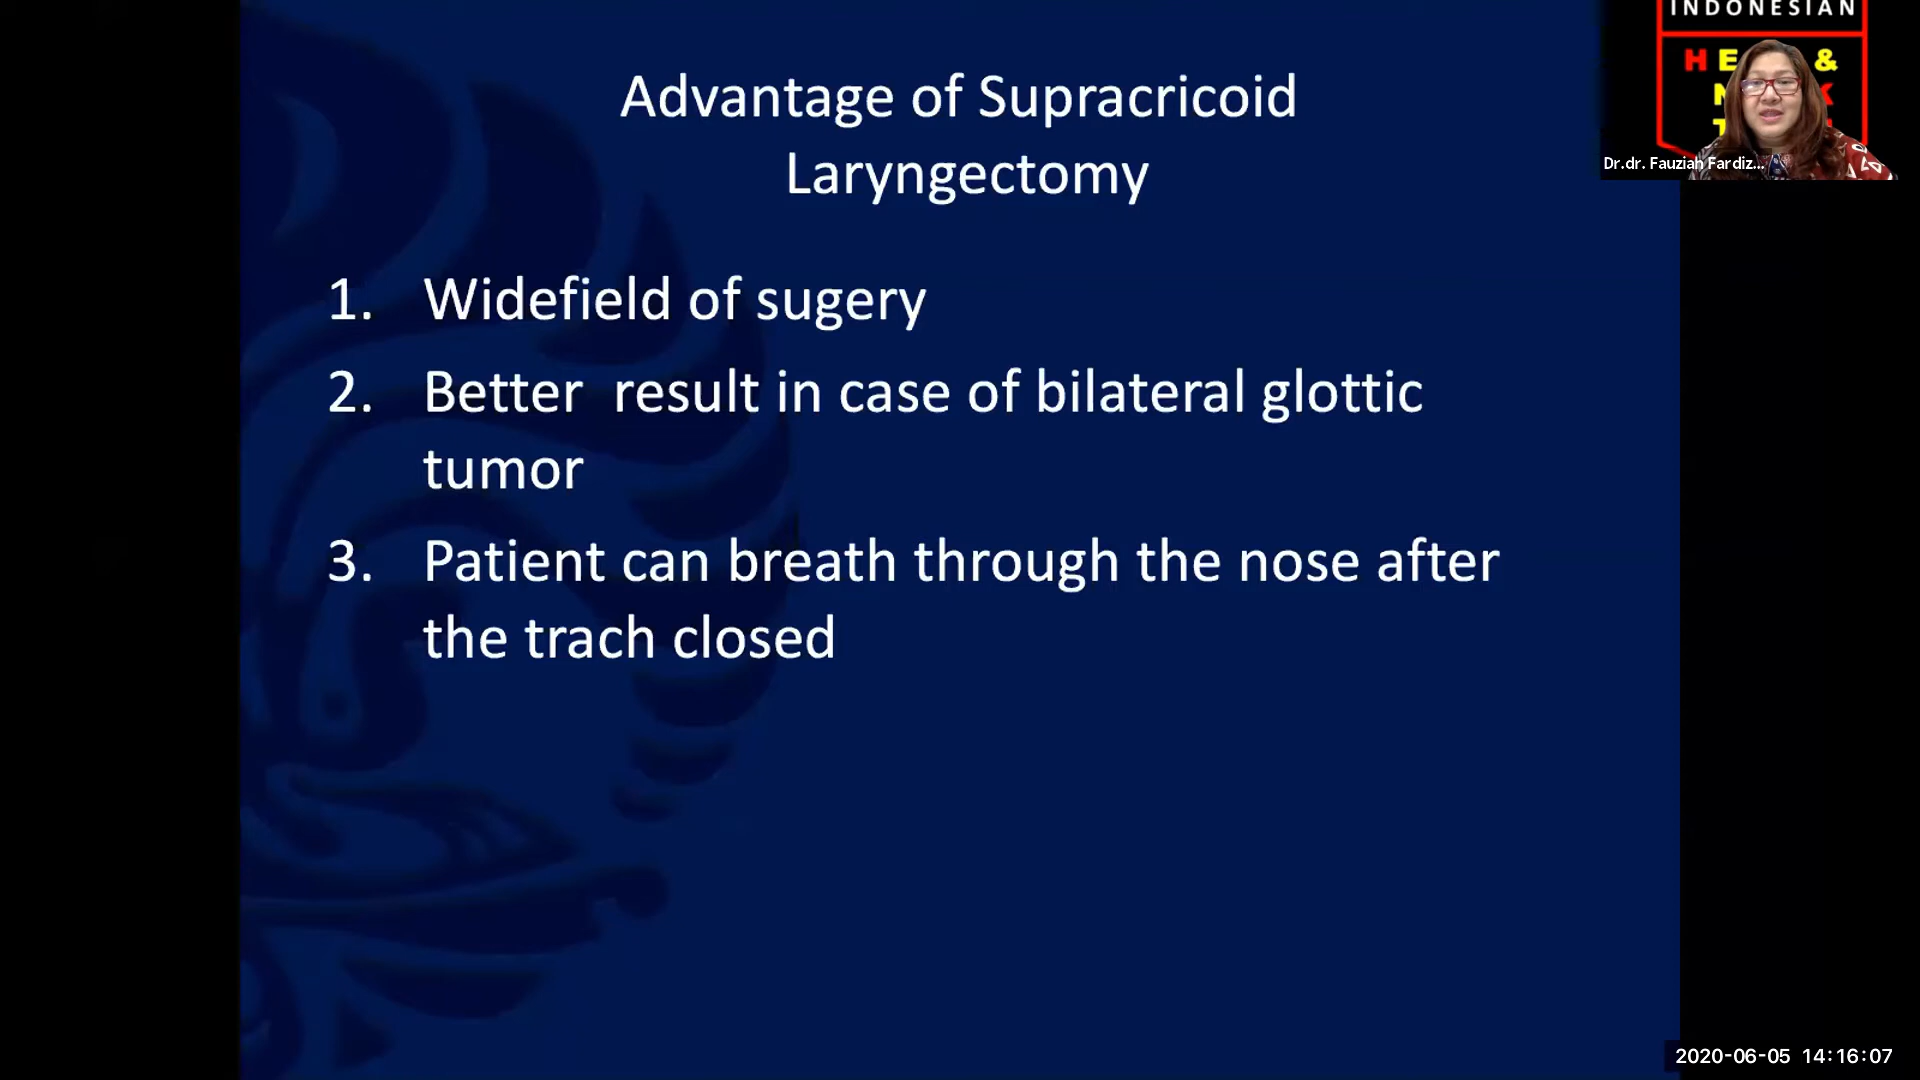 INDONESIAN
Advantage of Supracricoid
Laryngectomy
Dr.dr. Fauziah Fardiz...
1. Widefield of sugery
2. Better result in case of bilateral glottic
tumor
3. Patient can breath through the nose after
the trach closed
2020-06-05 14:16:07